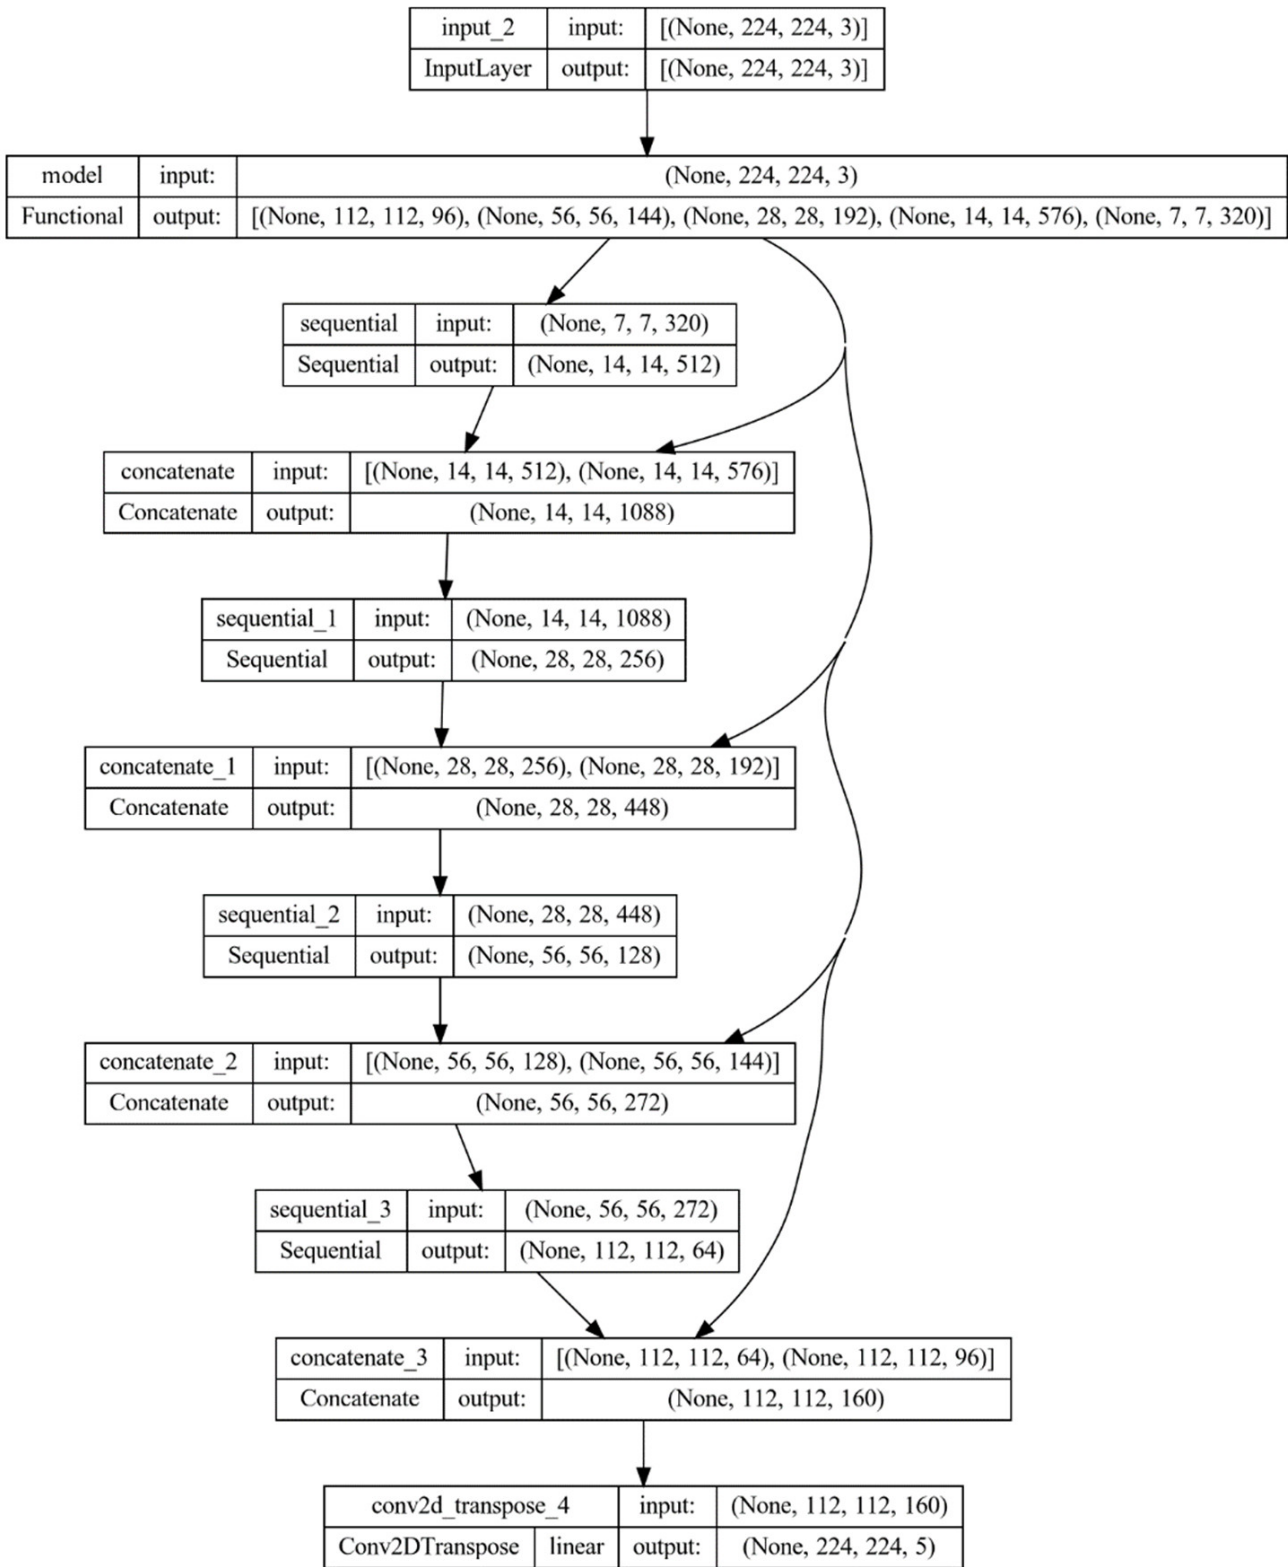 input_2 input: [(None, 224, 224, 3)]
InputLayer output: [(None, 224, 224, 3)]
model input: (None, 224, 224, 3)
Functional output: [(None, 112, 112, 96), (None, 56, 56, 144), (None, 28, 28, 192), (None, 14, 14, 576), (None, 7, 7, 320)]
sequential input: (None, 7, 7, 320)
Sequential output: (None, 14, 14, 512)
concatenate input: [(None, 14, 14, 512), (None, 14, 14, 576)]
Concatenate output: (None, 14, 14, 1088)
sequential_1 input: (None, 14, 14, 1088)
Sequential output: (None, 28, 28, 256)
concatenate_1 input: [(None, 28, 28, 256), (None, 28, 28, 192)]
Concatenate output: (None, 28, 28, 448)
sequential_2 input: (None, 28, 28, 448)
Sequential output: (None, 56, 56, 128)
concatenate_2 input: [(None, 56, 56, 128), (None, 56, 56, 144)]
Concatenate output: (None, 56, 56, 272)
sequential_3 input: (None, 56, 56, 272)
Sequential output: (None, 112, 112, 64)
concatenate_3 input: [(None, 112, 112, 64), (None, 112, 112, 96)]
Concatenate output: (None, 112, 112, 160)
conv2d_transpose_4 input: (None, 112, 112, 160)
Conv2DTranspose linear output: (None, 224, 224, 5)